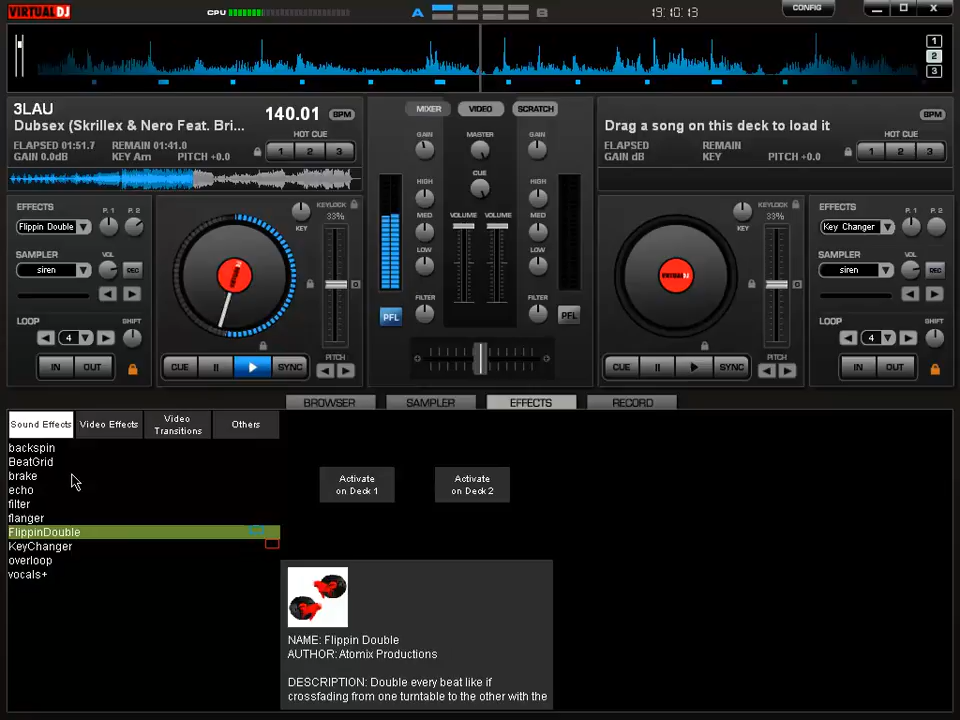 VIRTUALDJ
CPU
A
B
19:10:13
CONFIG
X
1
2
3
3LAU
Dubsex (Skrillex & Nero Feat. Bri...
140.01
BPM
ELAPSED 01:51.7
REMAIN 01:41.0
GAIN 0.0dB
KEY Am
PITCH +0.0
HOT CUE
1
2
3
MIXER
VIDEO
SCRATCH
Drag a song on this deck to load it
BPM
ELAPSED
REMAIN
GAIN dB
KEY
PITCH +0.0
HOT CUE
1
2
3
EFFECTS
P. 1
P. 2
Flippin Double
SAMPLER
VOL
siren
REC
LOOP
SHIFT
4
IN
OUT
KEY
KEYLOCK
33%
CUE
SYNC
PITCH
GAIN
HIGH
MED
LOW
FILTER
PFL
MASTER
CUE
VOLUME
VOLUME
GAIN
HIGH
MED
LOW
FILTER
PFL
KEY
KEYLOCK
33%
CUE
SYNC
PITCH
EFFECTS
P. 1
P. 2
Key Changer
SAMPLER
VOL
siren
REC
LOOP
SHIFT
4
IN
OUT
BROWSER
SAMPLER
EFFECTS
RECORD
Sound Effects
Video Effects
Video
Transitions
Others
backspin
BeatGrid
brake
echo
filter
flanger
FlippinDouble
KeyChanger
overloop
vocals+
Activate
on Deck 1
Activate
on Deck 2
NAME: Flippin Double
AUTHOR: Atomix Productions
DESCRIPTION: Double every beat like if
crossfading from one turntable to the other with the